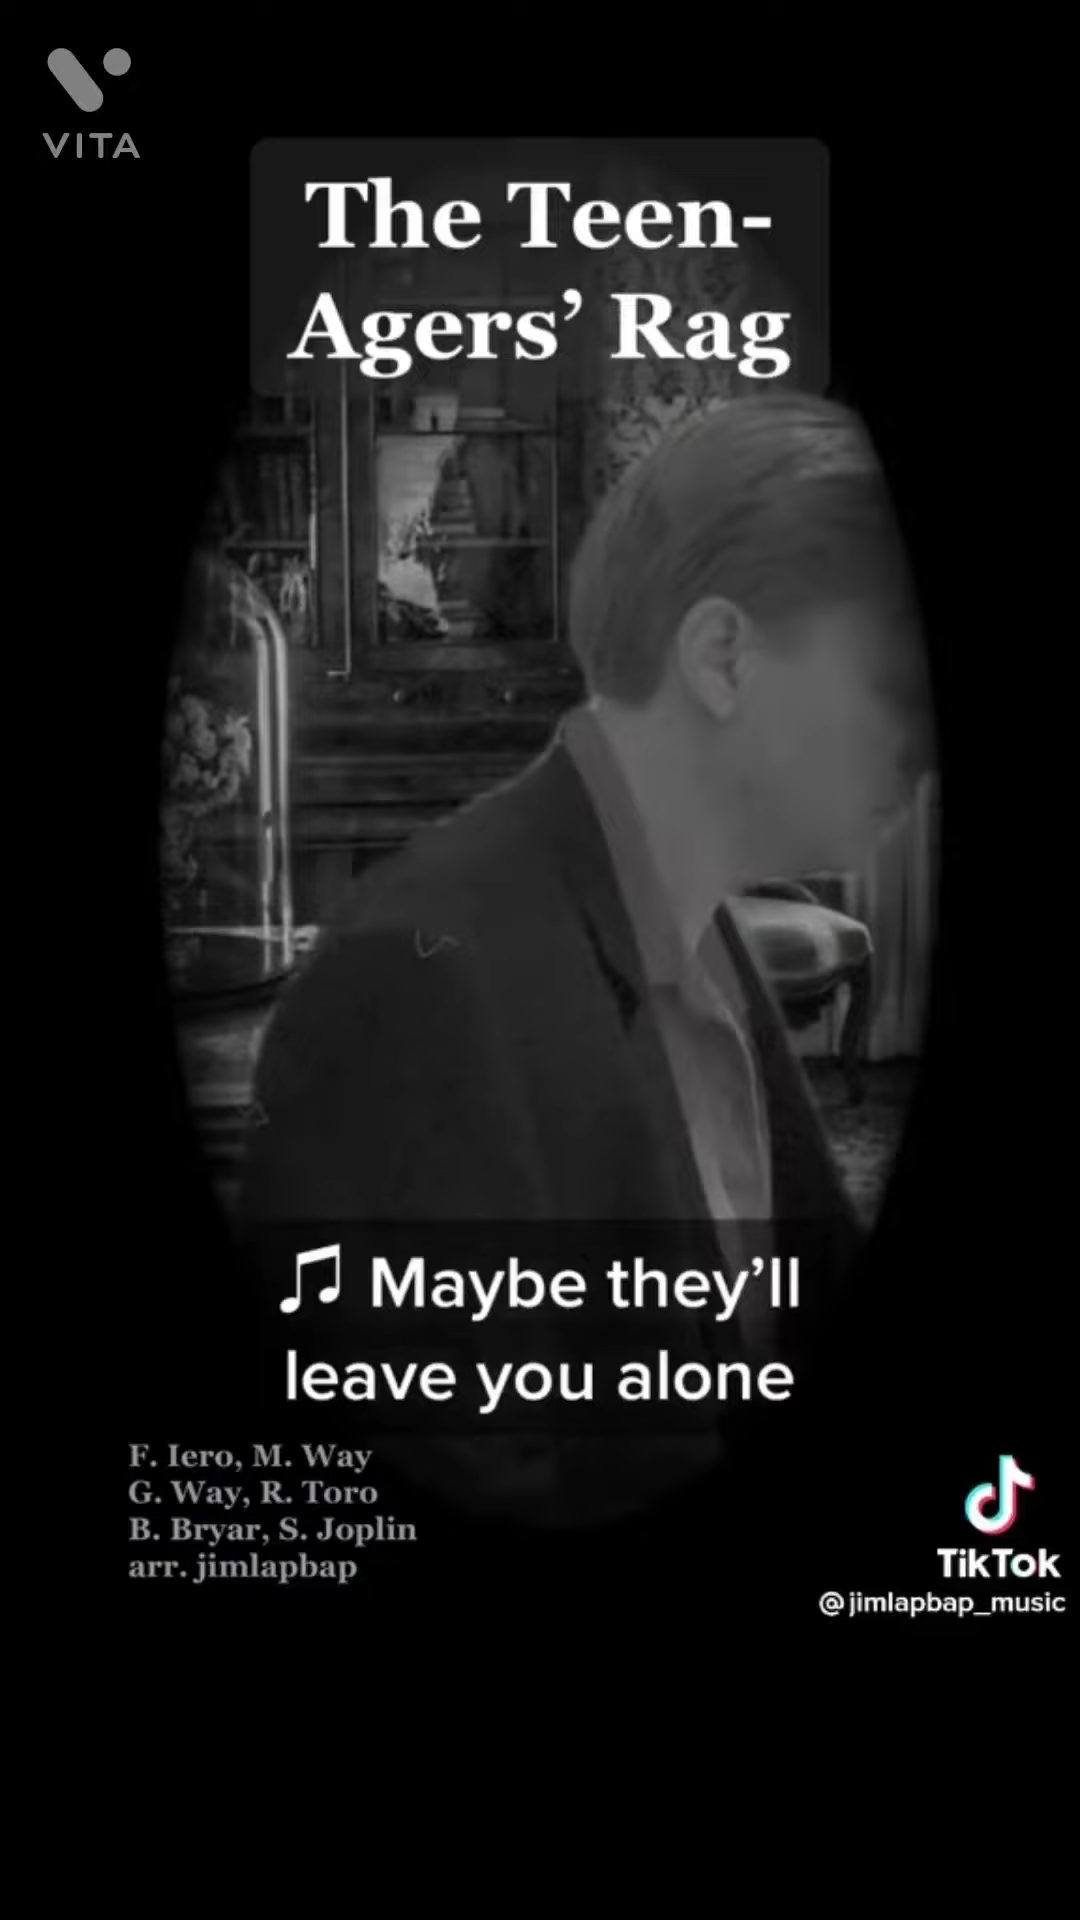 VITA
The Teen-
Agers’ Rag
♫ Maybe they’ll
leave you alone
F. Iero, M. Way
G. Way, R. Toro
B. Bryar, S. Joplin
arr. jimlapbap
TikTok
@jimlapbap_music